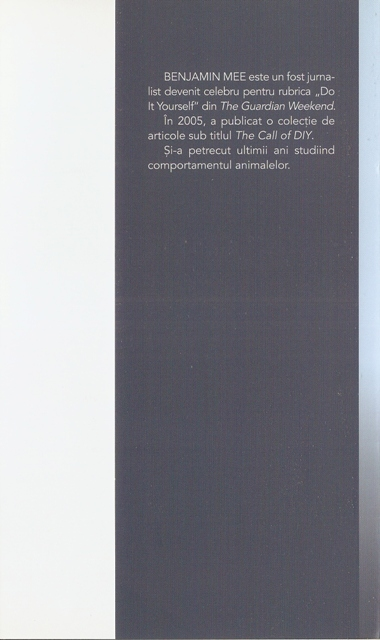 BENJAMIN MEE este un fost jurna-
list devenit celebru pentru rubrica „Do
It Yourself" din The Guardian Weekend.
În 2005, a publicat o colecție de
articole sub titlul The Call of DIY.
Și-a petrecut ultimii ani studiind
comportamentul animalelor.